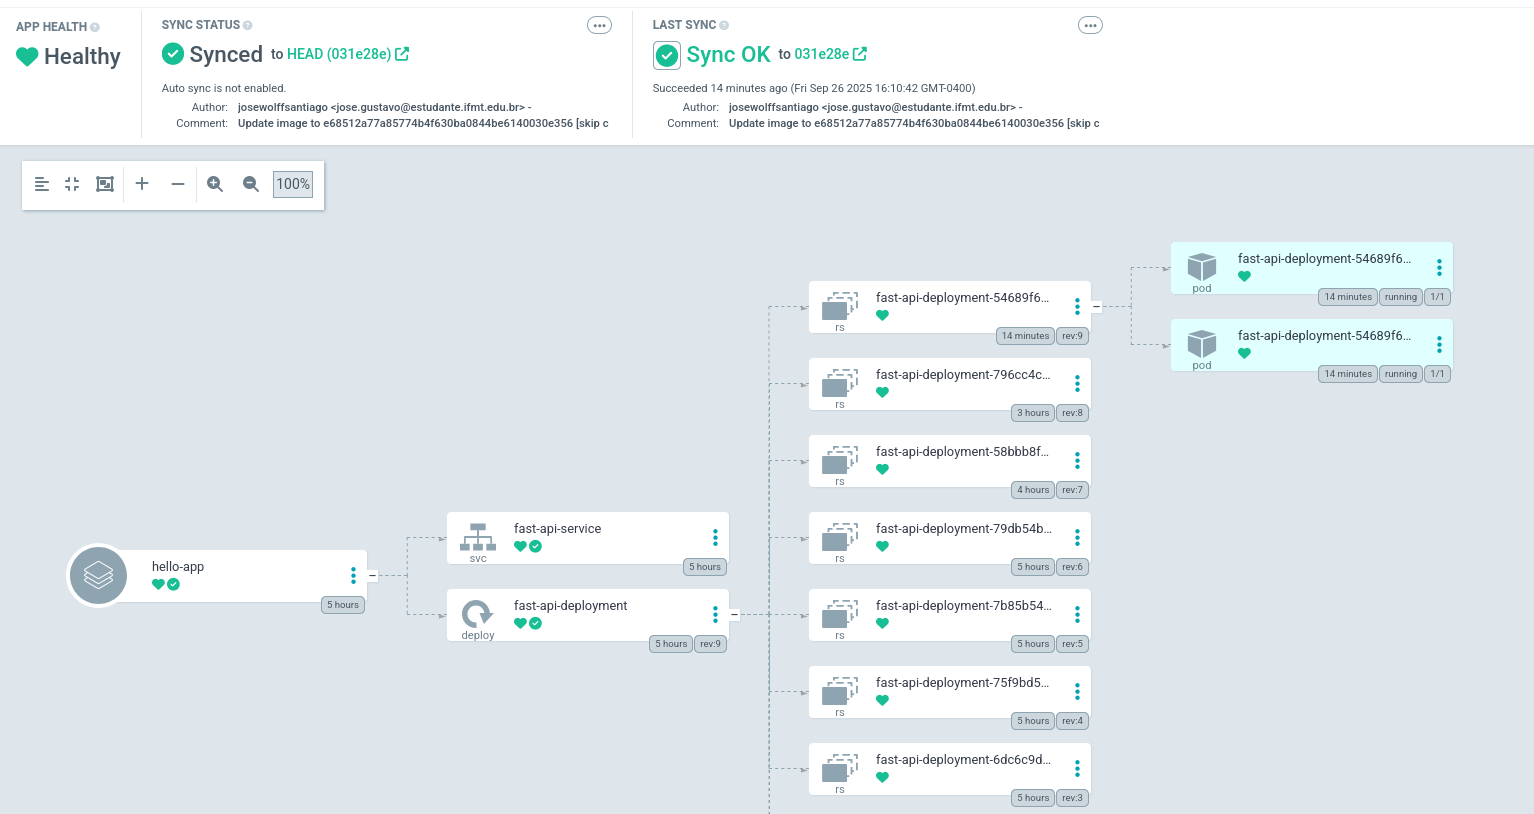 APP HEALTH
Healthy
SYNC STATUS
Synced to HEAD (031e28e)
Auto sync is not enabled.
Author: josewolffsantiago <jose.gustavo@estudante.ifmt.edu.br> -
Comment: Update image to e68512a77a85774b4f630ba0844be6140030e356 [skip c
LAST SYNC
Sync OK to 031e28e
Succeeded 14 minutes ago (Fri Sep 26 2025 16:10:42 GMT-0400)
Author: josewolffsantiago <jose.gustavo@estudante.ifmt.edu.br> -
Comment: Update image to e68512a77a85774b4f630ba0844be6140030e356 [skip c
100%
hello-app
5 hours
fast-api-service
svc
5 hours
fast-api-deployment
deploy
5 hours rev:9
fast-api-deployment-54689f6...
rs
14 minutes rev:9
fast-api-deployment-796cc4c...
rs
3 hours rev:8
fast-api-deployment-58bbb8f...
rs
4 hours rev:7
fast-api-deployment-79db54b...
rs
5 hours rev:6
fast-api-deployment-7b85b54...
rs
5 hours rev:5
fast-api-deployment-75f9bd5...
rs
5 hours rev:4
fast-api-deployment-6dc6c9d...
rs
5 hours rev:3
fast-api-deployment-54689f6...
pod
14 minutes running 1/1
fast-api-deployment-54689f6...
pod
14 minutes running 1/1